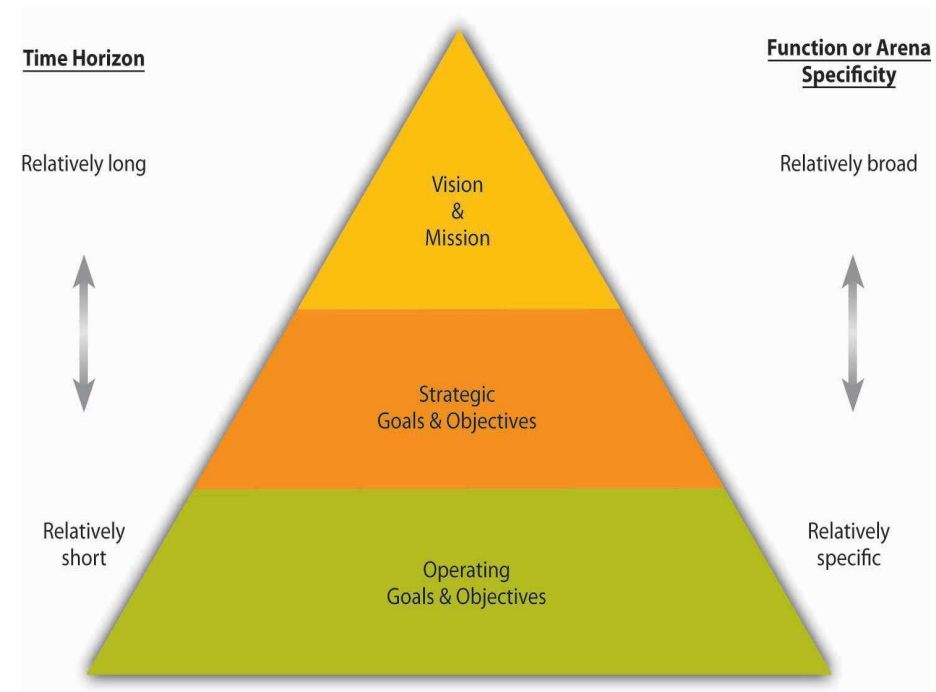 Time Horizon
Function or Arena
Specificity
Relatively long
Relatively broad
Vision
&
Mission
Strategic
Goals & Objectives
Relatively
short
Relatively
specific
Operating
Goals & Objectives